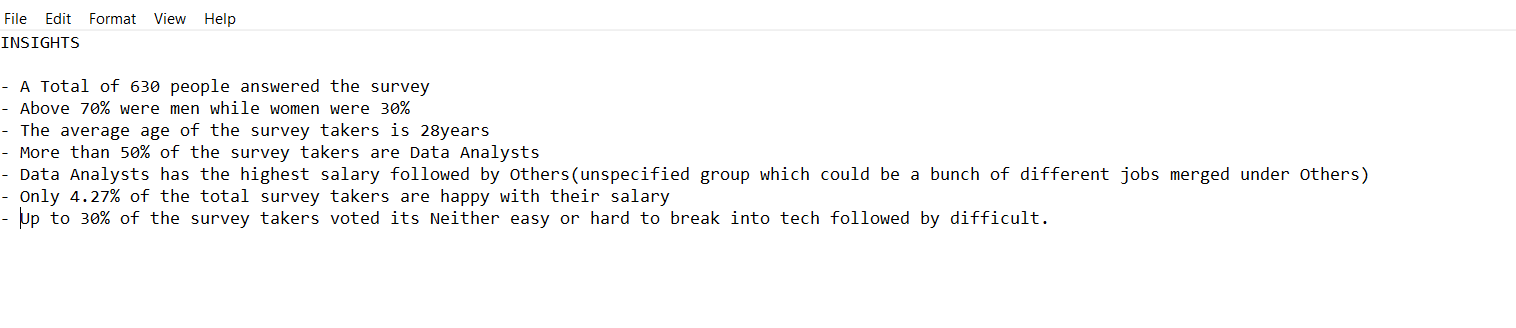 File Edit Format View Help
INSIGHTS
- A Total of 630 people answered the survey
- Above 70% were men while women were 30%
- The average age of the survey takers is 28years
- More than 50% of the survey takers are Data Analysts
- Data Analysts has the highest salary followed by Others(unspecified group which could be a bunch of different jobs merged under Others)
- Only 4.27% of the total survey takers are happy with their salary
- Up to 30% of the survey takers voted its Neither easy or hard to break into tech followed by difficult.